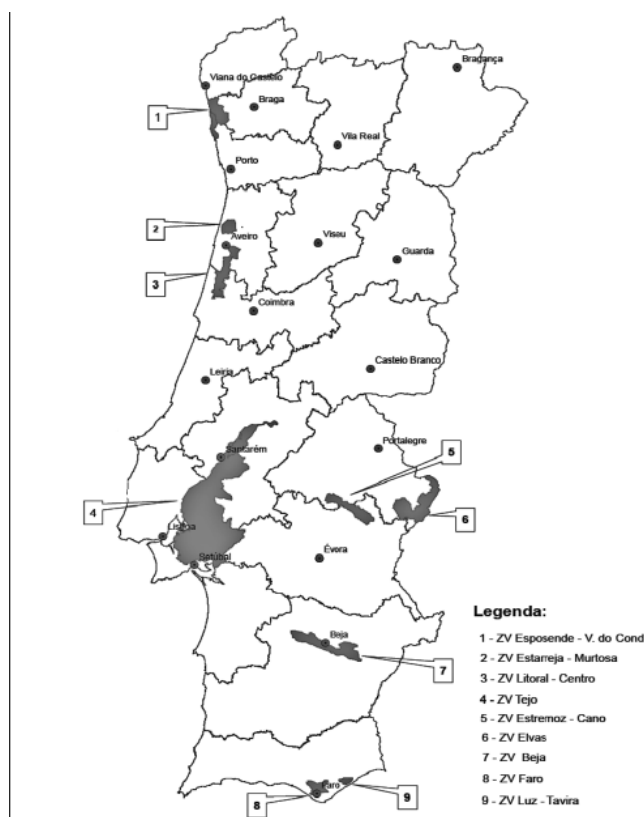 Bragança
Viana do Castelo
Braga
1
Vila Real
Porto
2
Aveiro
Viseu
Guarda
3
Coimbra
Castelo Branco
Leiria
Portalegre
5
Santarém
4
6
Lisboa
Évora
Setúbal
Legenda:
1 - ZV Esposende - V. do Cond
2 - ZV Estarreja - Murtosa
3 - ZV Litoral - Centro
4 - ZV Tejo
5 - ZV Estremoz - Cano
6 - ZV Elvas
7 - ZV Beja
8 - ZV Faro
9 - ZV Luz - Tavira
Beja
7
Faro
8
9